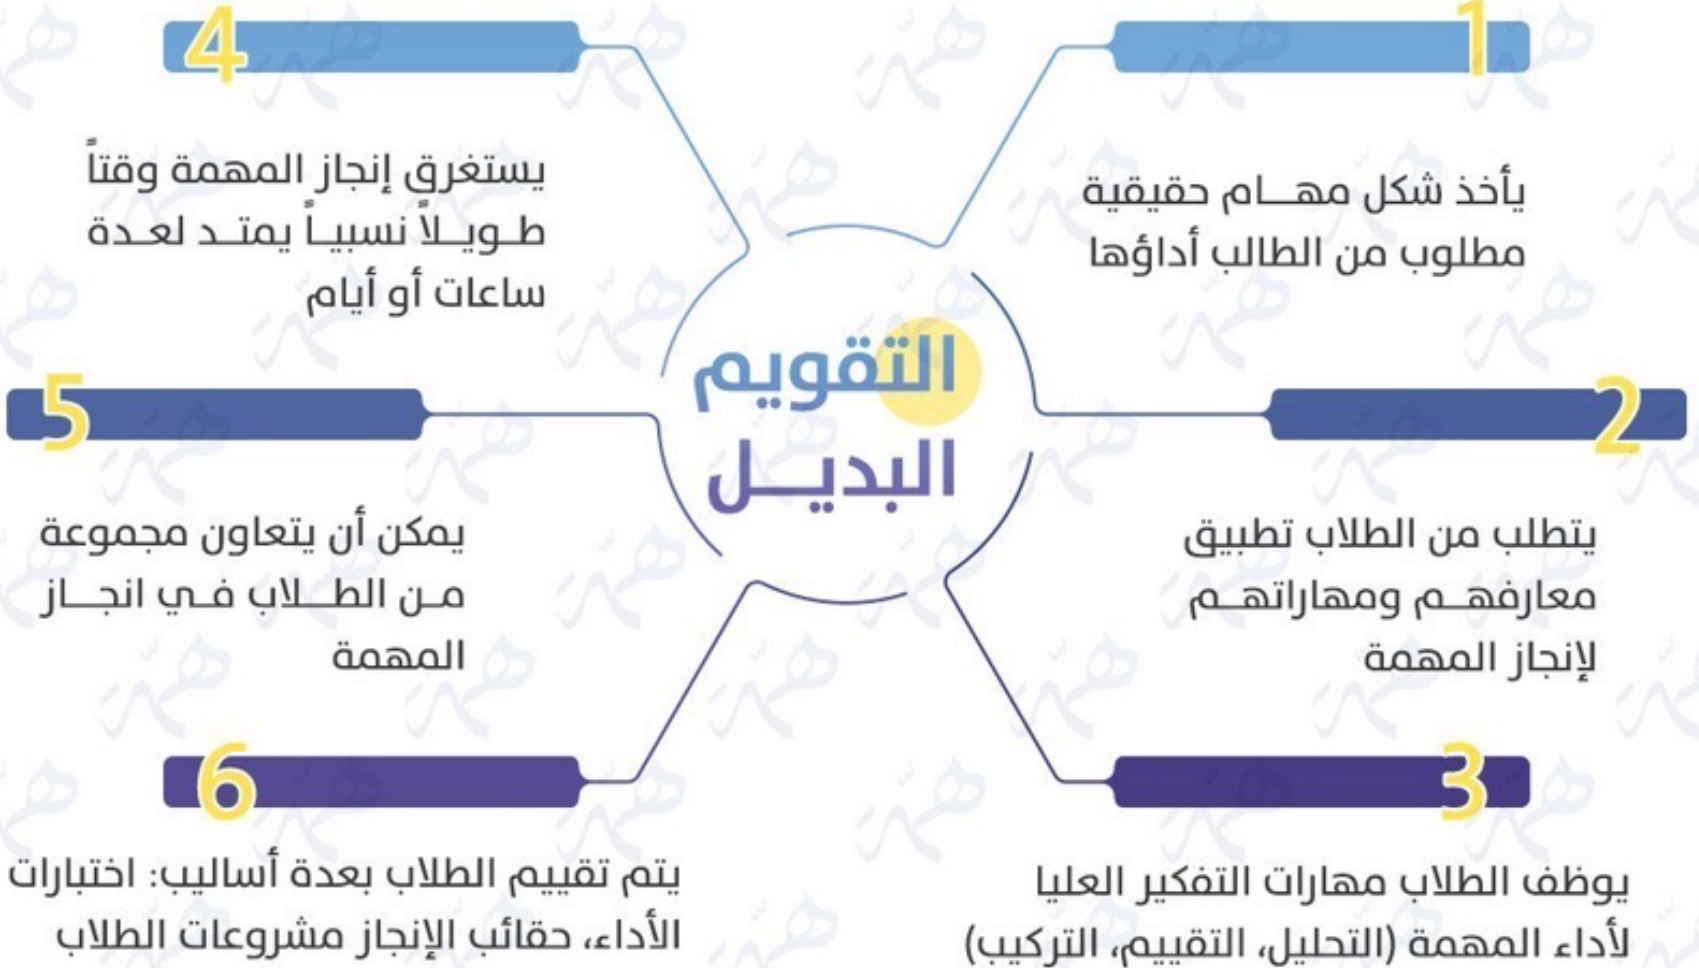 التقويم
البديــل
1
يأخذ شكل مهــام حقيقية
مطلوب من الطالب أداؤها
2
يتطلب من الطلاب تطبيق
معارفهــم ومهاراتهــم
لإنجاز المهمة
3
يوظف الطلاب مهارات التفكير العليا
لأداء المهمة (التحليل، التقييم، التركيب)
4
يستغرق إنجاز المهمة وقتاً
طـويــلاً نسبيـاً يمتـد لعـدة
ساعات أو أيام
5
يمكن أن يتعاون مجموعة
مـن الطــلاب فـي انجــاز
المهمة
6
يتم تقييم الطلاب بعدة أساليب: اختبارات
الأداء، حقائب الإنجاز مشروعات الطلاب